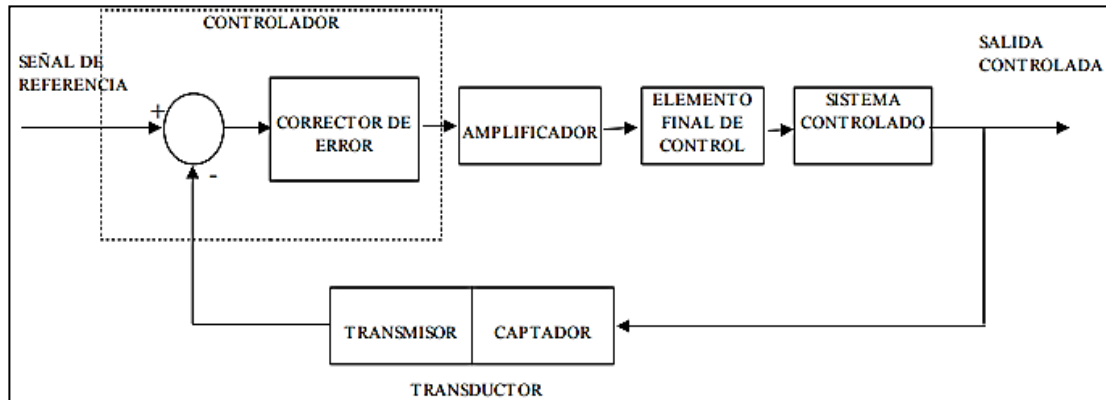 CONTROLADOR
SEÑAL DE
REFERENCIA
SALIDA
CONTROLADA
+
-
CORRECTOR DE
ERROR
AMPLIFICADOR
ELEMENTO
FINAL DE
CONTROL
SISTEMA
CONTROLADO
TRANSMISOR
CAPTADOR
TRANSDUCTOR